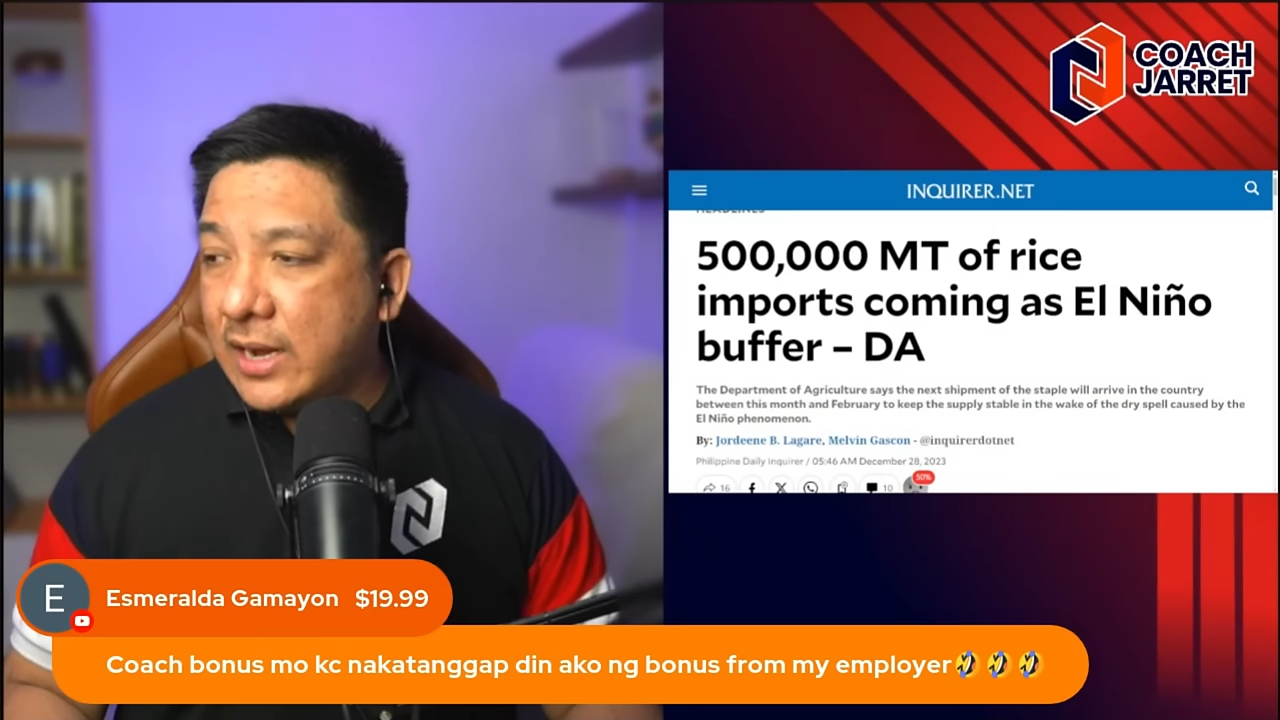 COACH
JARRET
INQUIRER.NET
HEADLINES
500,000 MT of rice
imports coming as El Niño
buffer – DA
The Department of Agriculture says the next shipment of the staple will arrive in the country
between this month and February to keep the supply stable in the wake of the dry spell caused by the
El Niño phenomenon.
By: Jordeene B. Lagare, Melvin Gascon - @inquirerdotnet
Philippine Daily Inquirer / 05:46 AM December 28, 2023
16 10 50%
E Esmeralda Gamayon $19.99
Coach bonus mo kc nakatanggap din ako ng bonus from my employer🤣🤣🤣